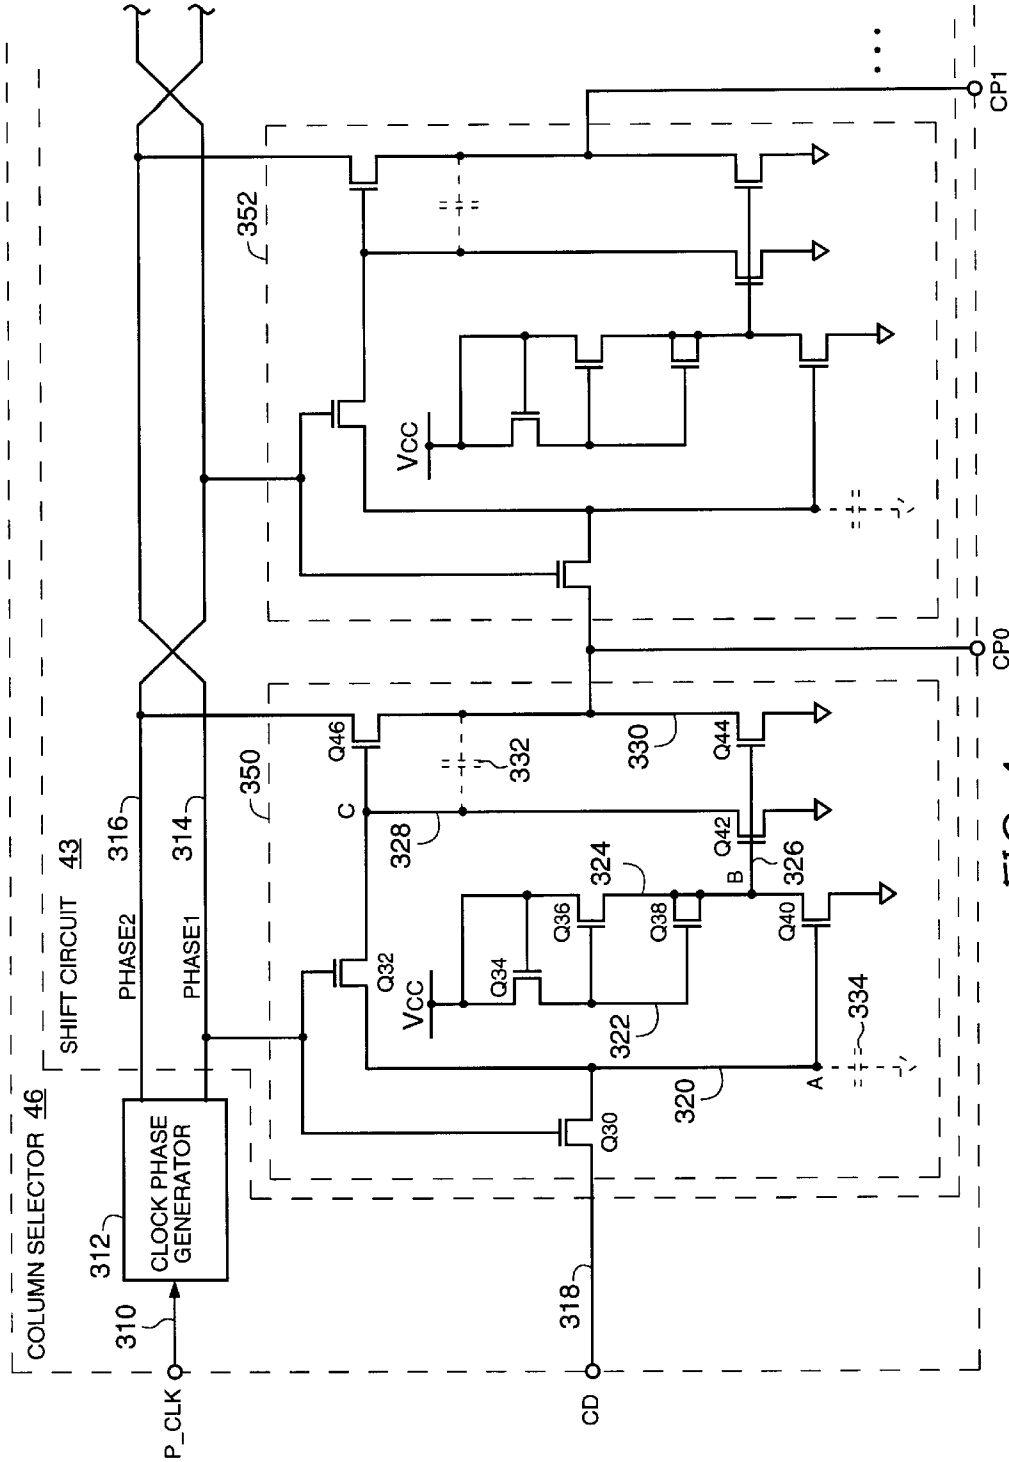 COLUMN SELECTOR 46
SHIFT CIRCUIT 43
P_CLK
310
312
CLOCK PHASE
GENERATOR
PHASE2
316
PHASE1
314
350
352
CD
318
Q30
Q32
C
Q46
328
332
330
VCC
Q34
Q36
324
322
Q38
B
326
Q42
Q44
Q40
320
A
334
CP0
VCC
CP1